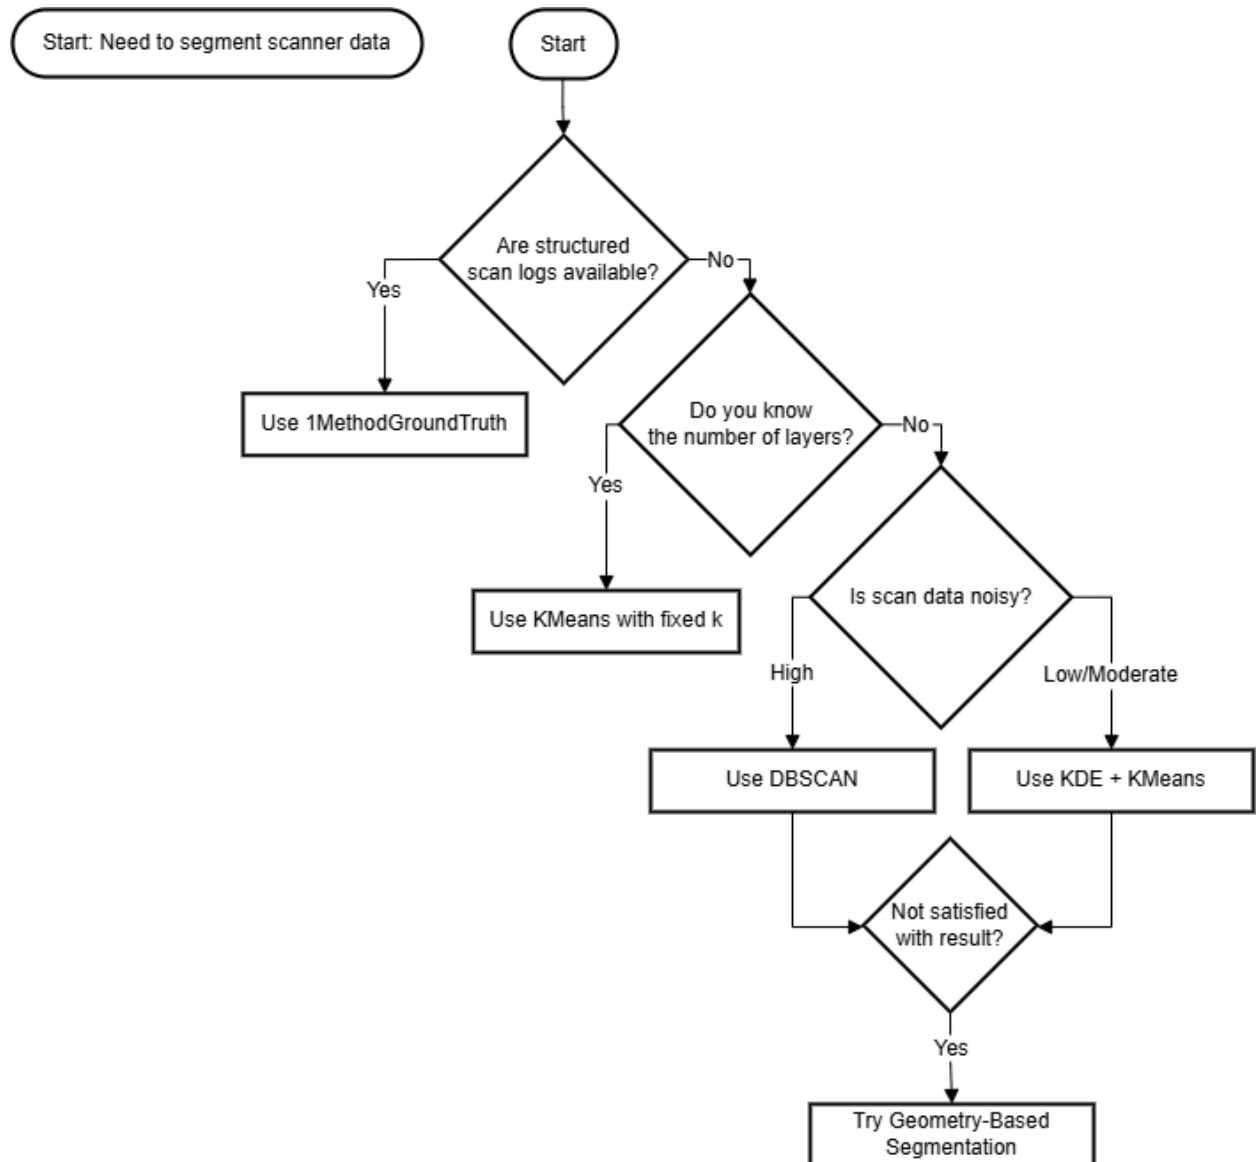 Start: Need to segment scanner data
Start
Are structured
scan logs available?
Yes
No
Use 1MethodGroundTruth
Do you know
the number of layers?
Yes
No
Use KMeans with fixed k
Is scan data noisy?
High
Low/Moderate
Use DBSCAN
Use KDE + KMeans
Not satisfied
with result?
Yes
Try Geometry-Based
Segmentation